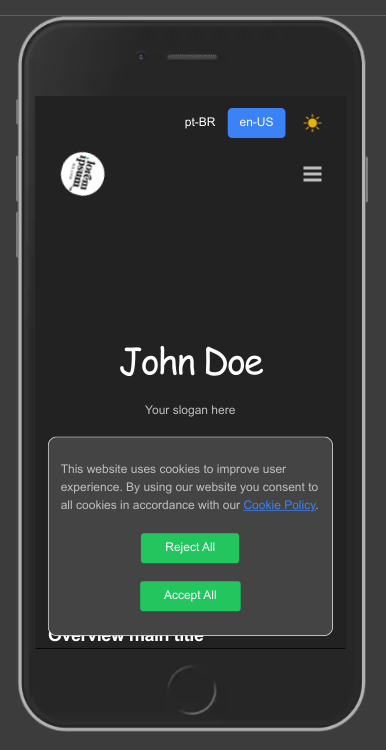 pt-BR en-US
lorem
ipsum
John Doe
Your slogan here
This website uses cookies to improve user
experience. By using our website you consent to
all cookies in accordance with our Cookie Policy.
Reject All
Accept All
Overview main title